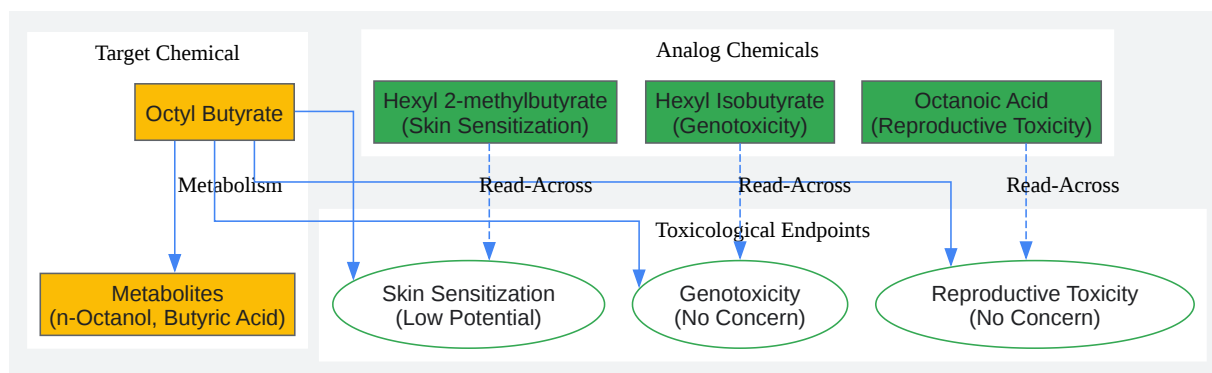 Target Chemical
Analog Chemicals
Octyl Butyrate
Hexyl 2-methylbutyrate
(Skin Sensitization)
Hexyl Isobutyrate
(Genotoxicity)
Octanoic Acid
(Reproductive Toxicity)
Metabolism
Read-Across
Read-Across
Read-Across
Toxicological Endpoints
Metabolites
(n-Octanol, Butyric Acid)
Skin Sensitization
(Low Potential)
Genotoxicity
(No Concern)
Reproductive Toxicity
(No Concern)